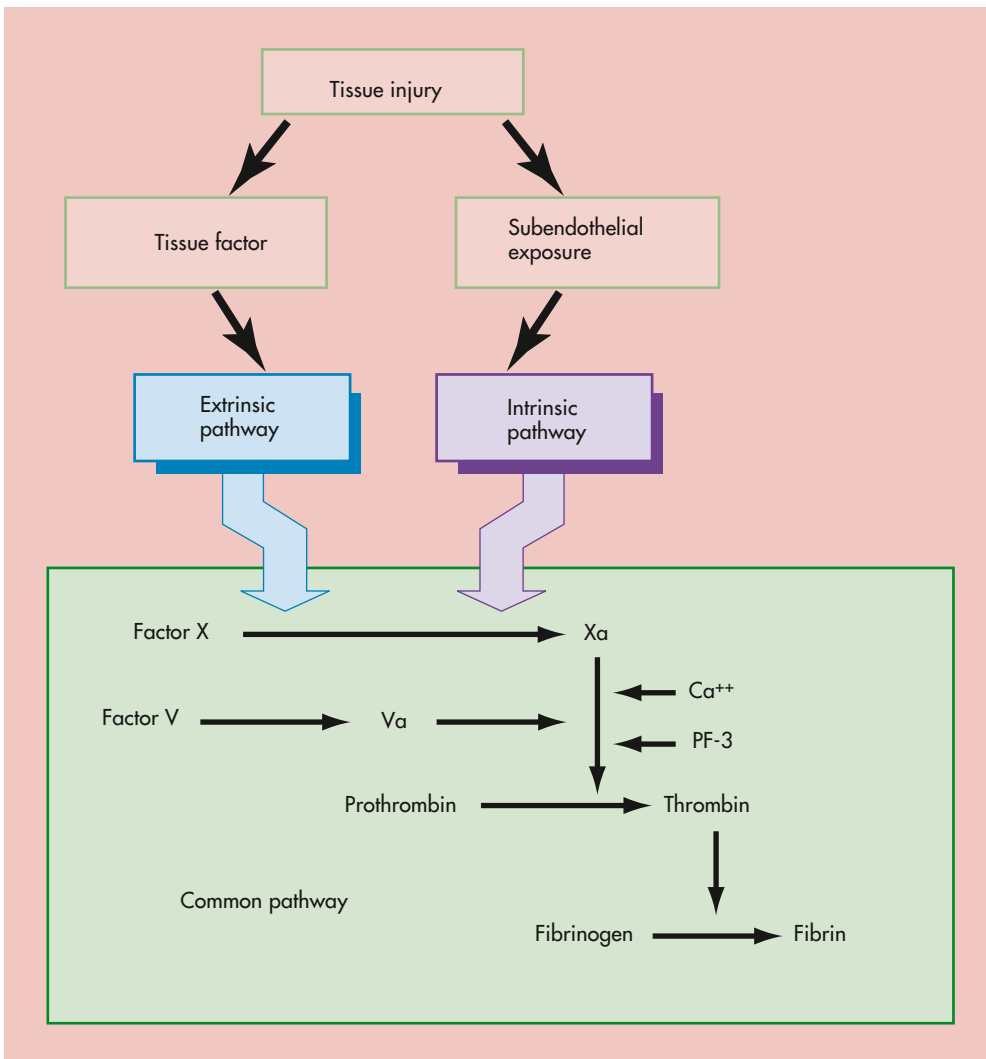 Tissue injury
Tissue factor
Subendothelial
exposure
Extrinsic
pathway
Intrinsic
pathway
Factor X
Xa
Ca++
Factor V
Va
PF-3
Prothrombin
Thrombin
Common pathway
Fibrinogen
Fibrin